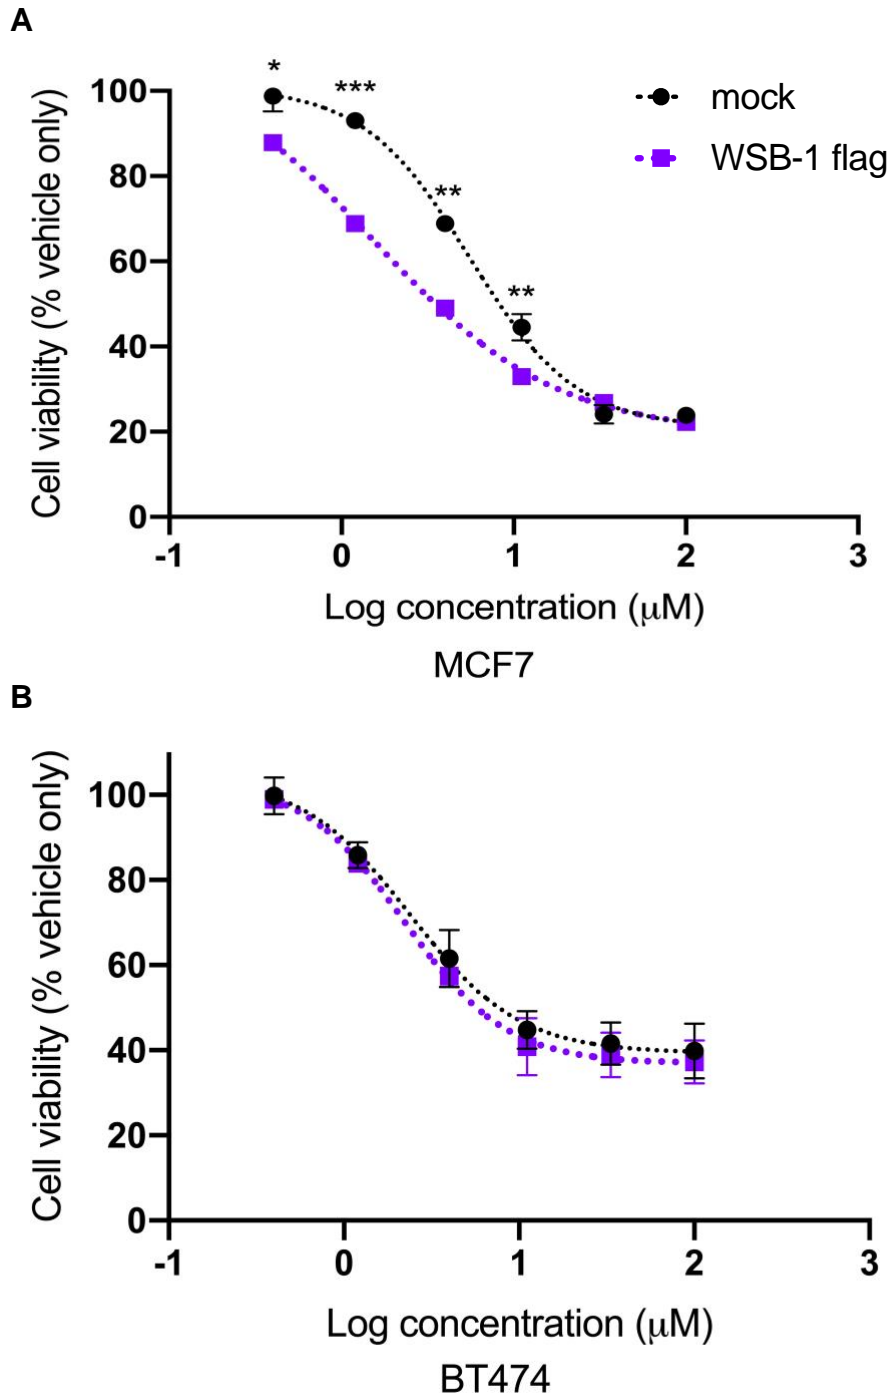 A
Cell viability (% vehicle only)
100
80
60
40
20
0
* *** ** **
mock
WSB-1 flag
-1 0 1 2 3
Log concentration (μM)
MCF7
B
Cell viability (% vehicle only)
100
80
60
40
20
0
-1 0 1 2 3
Log concentration (μM)
BT474